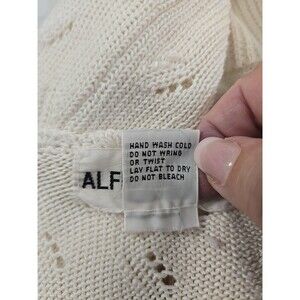 HAND WASH COLD
DO NOT WRING
OR TWIST
LAY FLAT TO DRY
DO NOT BLEACH
ALF